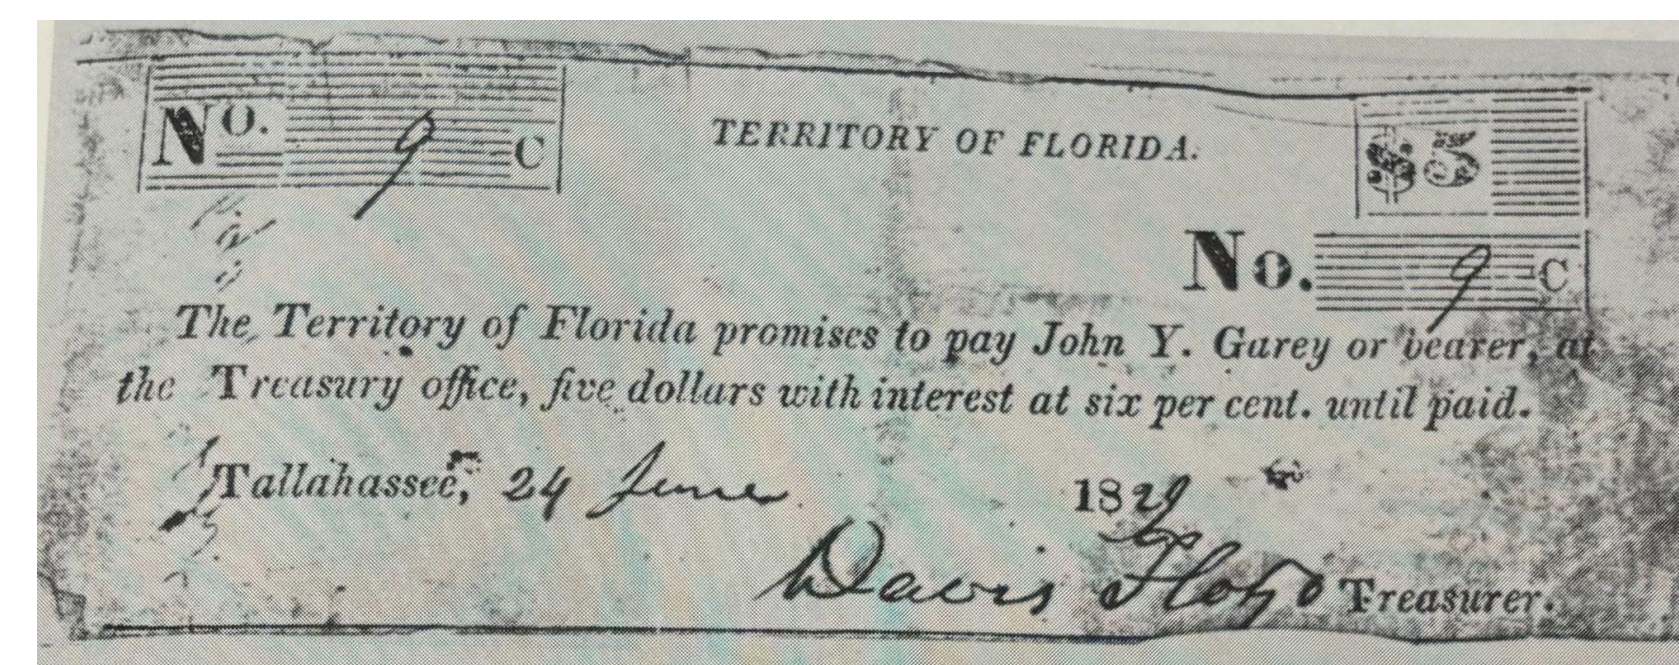 No. 9 C
TERRITORY OF FLORIDA.
$5
No. 9 C
The Territory of Florida promises to pay John Y. Garey or bearer, at
the Treasury office, five dollars with interest at six per cent. until paid.
Tallahassee, 24 June 1829
Davis Floyd Treasurer.